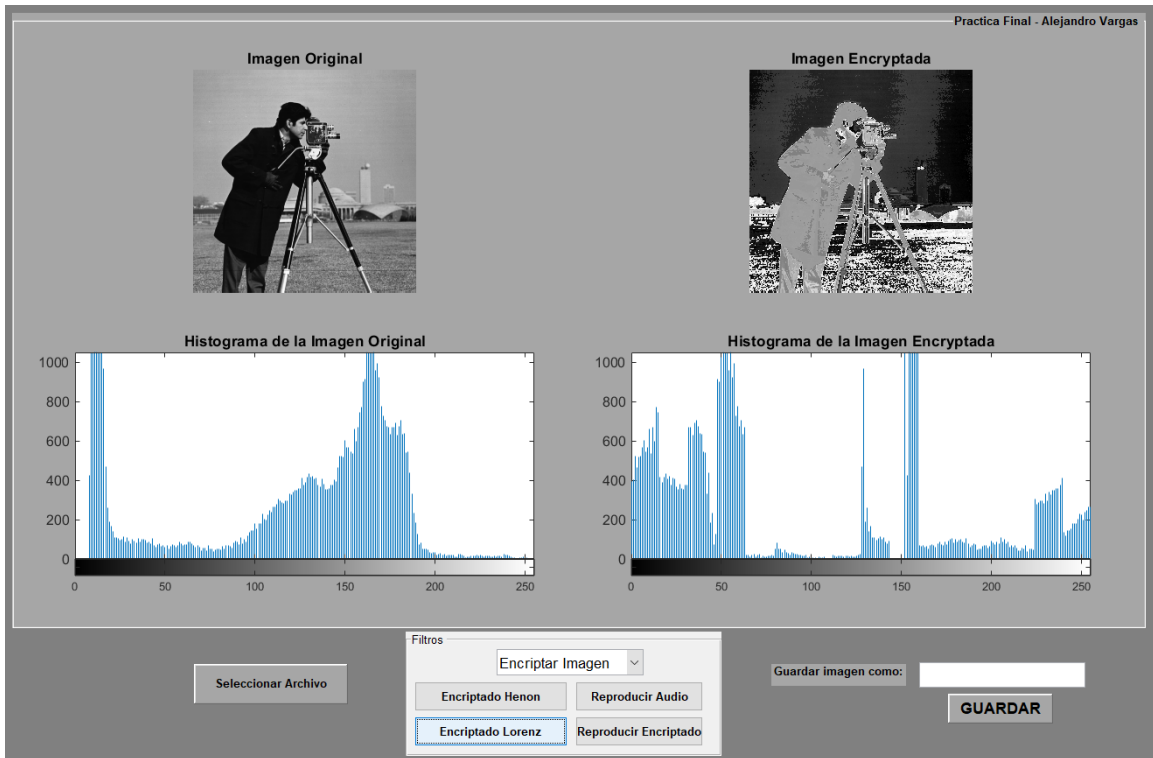 Practica Final - Alejandro Vargas
Imagen Original
Imagen Encryptada
Histograma de la Imagen Original
1000
800
600
400
200
0
0 50 100 150 200 250
Histograma de la Imagen Encryptada
1000
800
600
400
200
0
0 50 100 150 200 250
Seleccionar Archivo
Filtros
Encriptar Imagen
Encriptado Henon
Reproducir Audio
Encriptado Lorenz
Reproducir Encriptado
Guardar imagen como:
GUARDAR